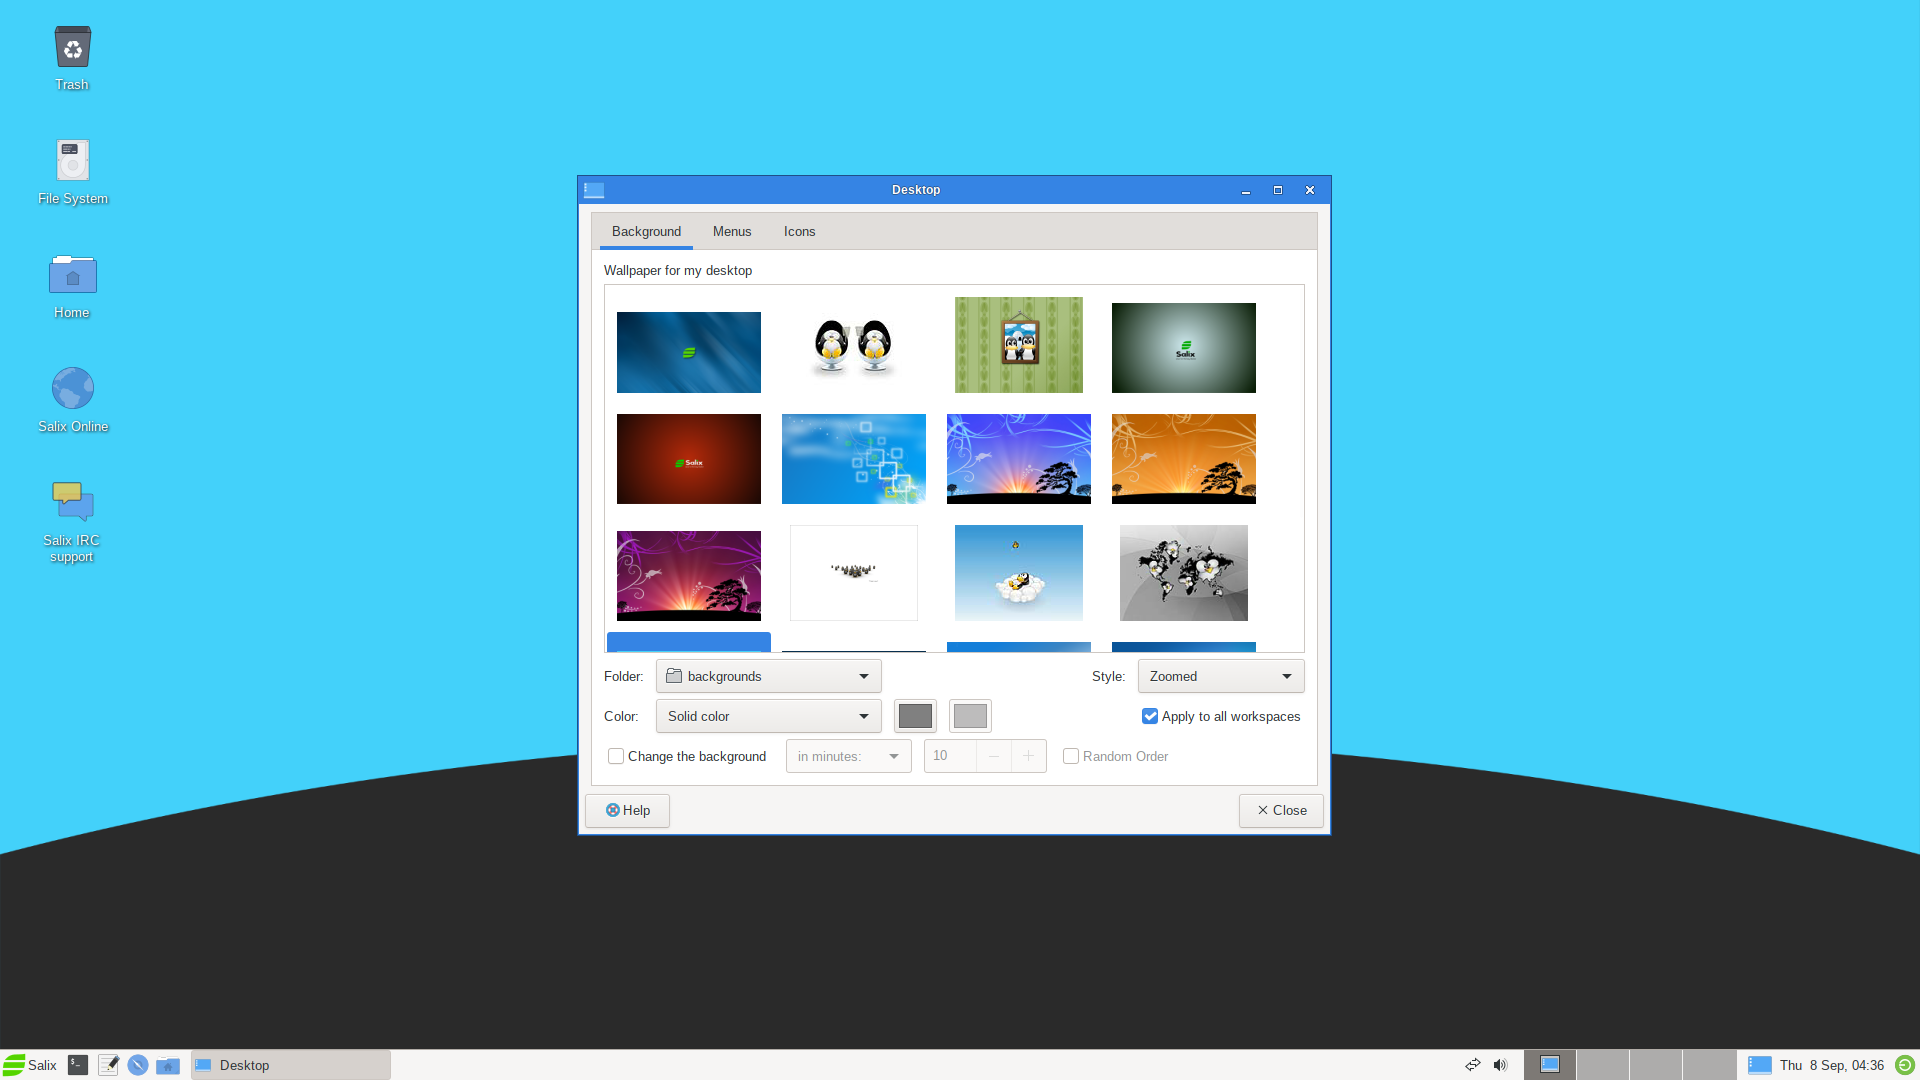 Trash
File System
Home
Salix Online
Salix IRC
support
Desktop
Background Menus Icons
Wallpaper for my desktop
Salix
Salix
Folder: backgrounds Style: Zoomed
Color: Solid color Apply to all workspaces
Change the background in minutes: 10 Random Order
Help Close
Salix Desktop Thu 8 Sep, 04:36